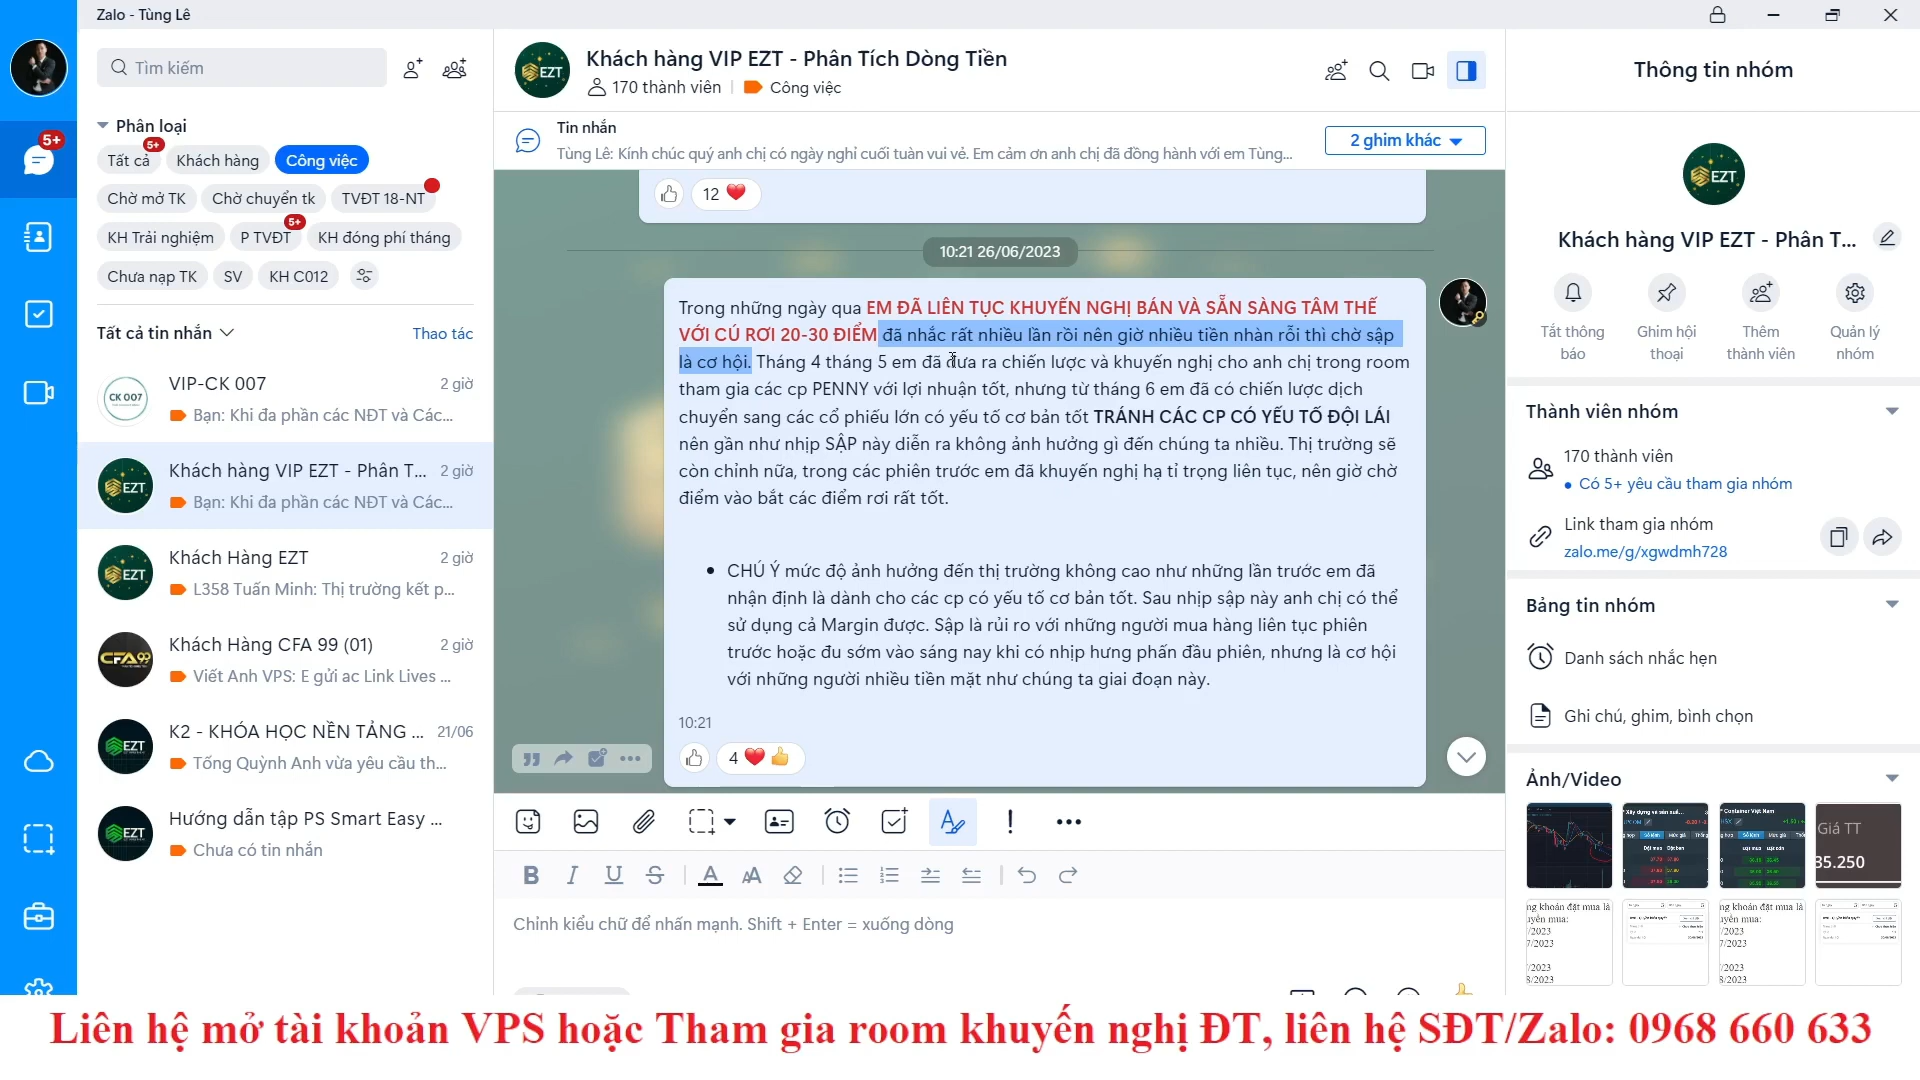 Zalo - Tùng Lê
Tìm kiếm
Phân loại
5+
5+
Tất cả
Khách hàng
Công việc
Chờ mở TK
Chờ chuyển tk
TVĐT 18-NT
5+
KH Trải nghiệm
P TVĐT
KH đóng phí tháng
Chưa nạp TK
SV
KH C012
Tất cả tin nhắn
Thao tác
CK 007
VIP-CK 007
2 giờ
Bạn: Khi đa phần các NĐT và Các...
EZT
Khách hàng VIP EZT - Phân T...
2 giờ
Bạn: Khi đa phần các NĐT và Các...
EZT
Khách Hàng EZT
2 giờ
L358 Tuấn Minh: Thị trường kết p...
CFA99
Khách Hàng CFA 99 (01)
2 giờ
Viết Anh VPS: E gửi ac Link Lives ...
EZT
K2 - KHÓA HỌC NỀN TẢNG ...
21/06
Tống Quỳnh Anh vừa yêu cầu th...
EZT
Hướng dẫn tập PS Smart Easy ...
Chưa có tin nhắn
EZT
Khách hàng VIP EZT - Phân Tích Dòng Tiền
170 thành viên
Công việc
Tin nhắn
Tùng Lê: Kính chúc quý anh chị có ngày nghỉ cuối tuàn vui vẻ. Em cảm ơn anh chị đã đồng hành với em Tùng...
2 ghim khác
12
10:21 26/06/2023
Trong những ngày qua EM ĐÃ LIÊN TỤC KHUYẾN NGHỊ BÁN VÀ SẴN SÀNG TÂM THẾ
VỚI CÚ RƠI 20-30 ĐIỂM đã nhắc rất nhiều lần rồi nên giờ nhiều tiền nhàn rỗi thì chờ sập
là cơ hội. Tháng 4 tháng 5 em đã đưa ra chiến lược và khuyến nghị cho anh chị trong room
tham gia các cp PENNY với lợi nhuận tốt, nhưng từ tháng 6 em đã có chiến lược dịch
chuyển sang các cổ phiếu lớn có yếu tố cơ bản tốt TRÁNH CÁC CP CÓ YẾU TỐ ĐỘI LÁI
nên gần như nhịp SẬP này diễn ra không ảnh hưởng gì đến chúng ta nhiều. Thị trường sẽ
còn chỉnh nữa, trong các phiên trước em đã khuyến nghị hạ tỉ trọng liên tục, nên giờ chờ
điểm vào bắt các điểm rơi rất tốt.
CHÚ Ý mức độ ảnh hưởng đến thị trường không cao như những lần trước em đã
nhận định là dành cho các cp có yếu tố cơ bản tốt. Sau nhịp sập này anh chị có thể
sử dụng cả Margin được. Sập là rủi ro với những người mua hàng liên tục phiên
trước hoặc đu sớm vào sáng nay khi có nhịp hưng phấn đầu phiên, nhưng là cơ hội
với những người nhiều tiền mặt như chúng ta giai đoạn này.
10:21
4
Chỉnh kiểu chữ để nhấn mạnh. Shift + Enter = xuống dòng
Thông tin nhóm
EZT
Khách hàng VIP EZT - Phân T...
Tắt thông báo
Ghim hội thoại
Thêm thành viên
Quản lý nhóm
Thành viên nhóm
170 thành viên
Có 5+ yêu cầu tham gia nhóm
Link tham gia nhóm
zalo.me/g/xgwdmh728
Bảng tin nhóm
Danh sách nhắc hẹn
Ghi chú, ghim, bình chọn
Ảnh/Video
Giá TT
35.250
Liên hệ mở tài khoản VPS hoặc Tham gia room khuyến nghị ĐT, liên hệ SĐT/Zalo: 0968 660 633